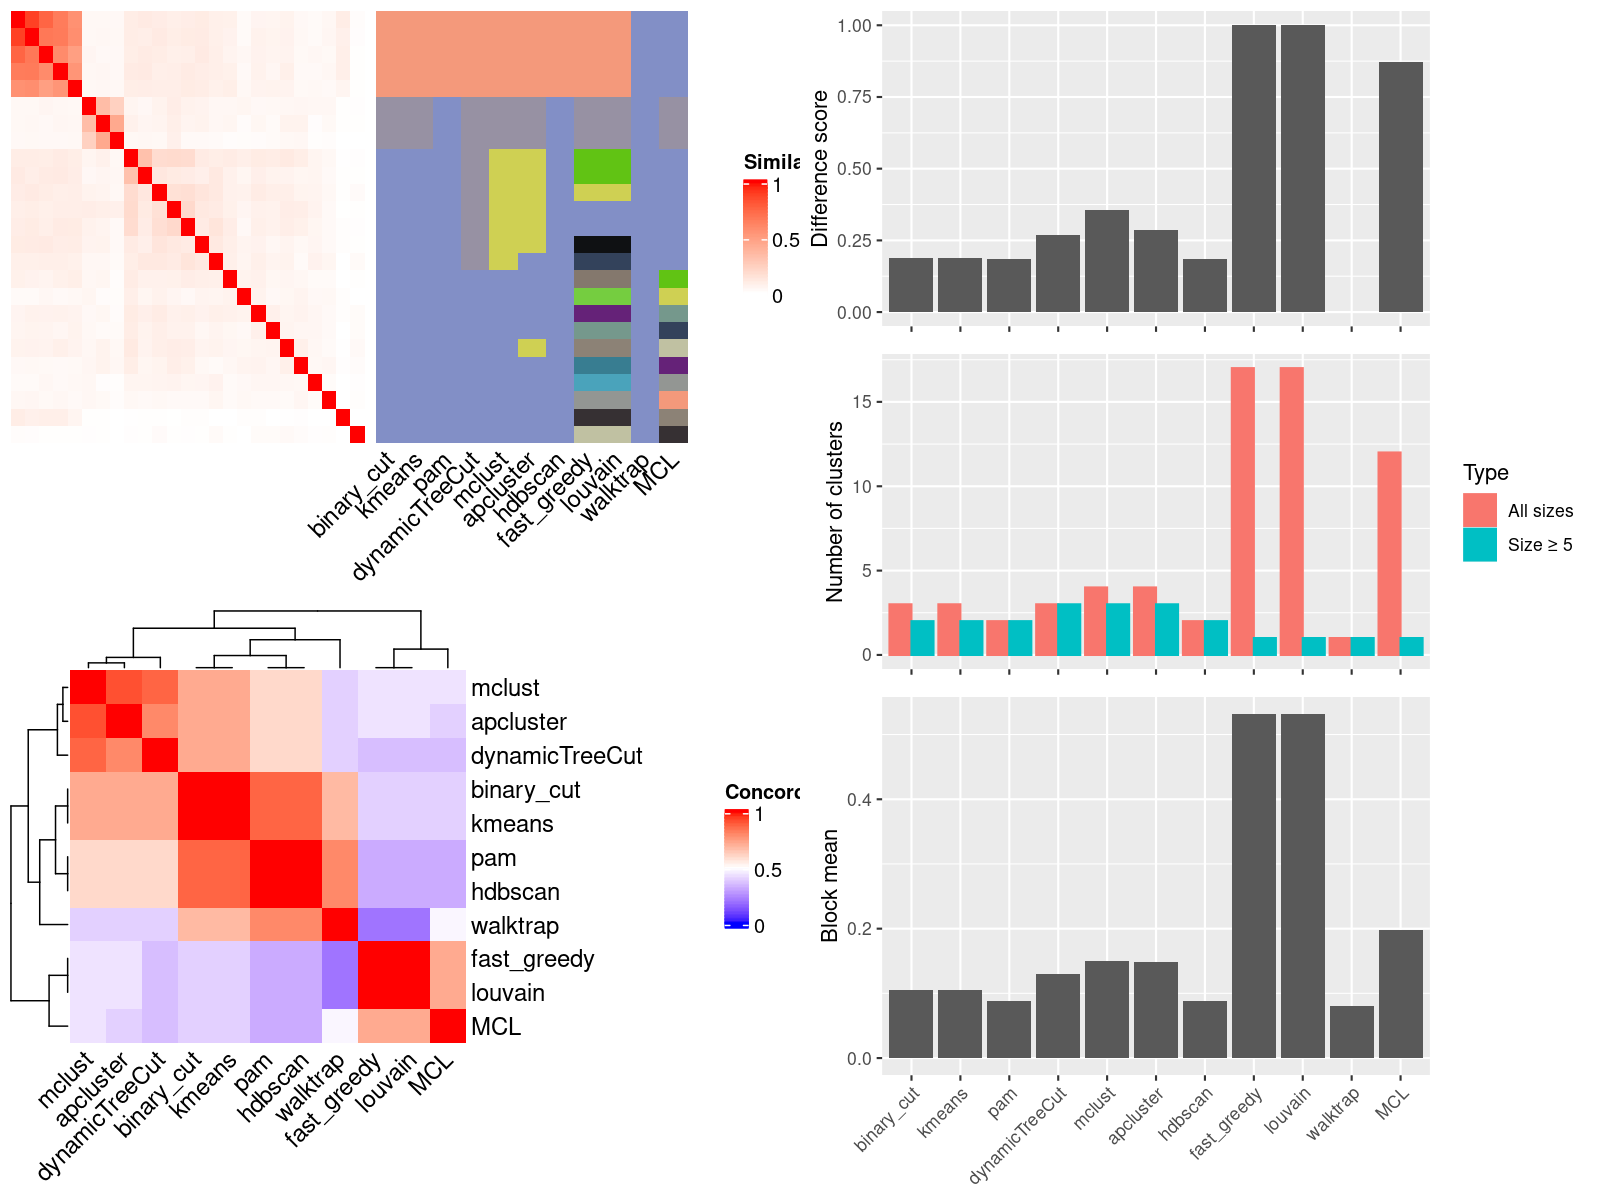 Simila
1
0.5
0
binary_cut
kmeans
pam
dynamicTreeCut
mclust
apcluster
hdbscan
fast_greedy
louvain
walktrap
MCL
mclust
apcluster
dynamicTreeCut
binary_cut
kmeans
pam
hdbscan
walktrap
fast_greedy
louvain
MCL
Concord
1
0.5
0
mclust
apcluster
dynamicTreeCut
binary_cut
kmeans
pam
hdbscan
walktrap
fast_greedy
louvain
MCL
Difference score
1.00
0.75
0.50
0.25
0.00
Number of clusters
15
10
5
0
Type
All sizes
Size ≥ 5
Block mean
0.4
0.2
0.0
binary_cut
kmeans
pam
dynamicTreeCut
mclust
apcluster
hdbscan
fast_greedy
louvain
walktrap
MCL